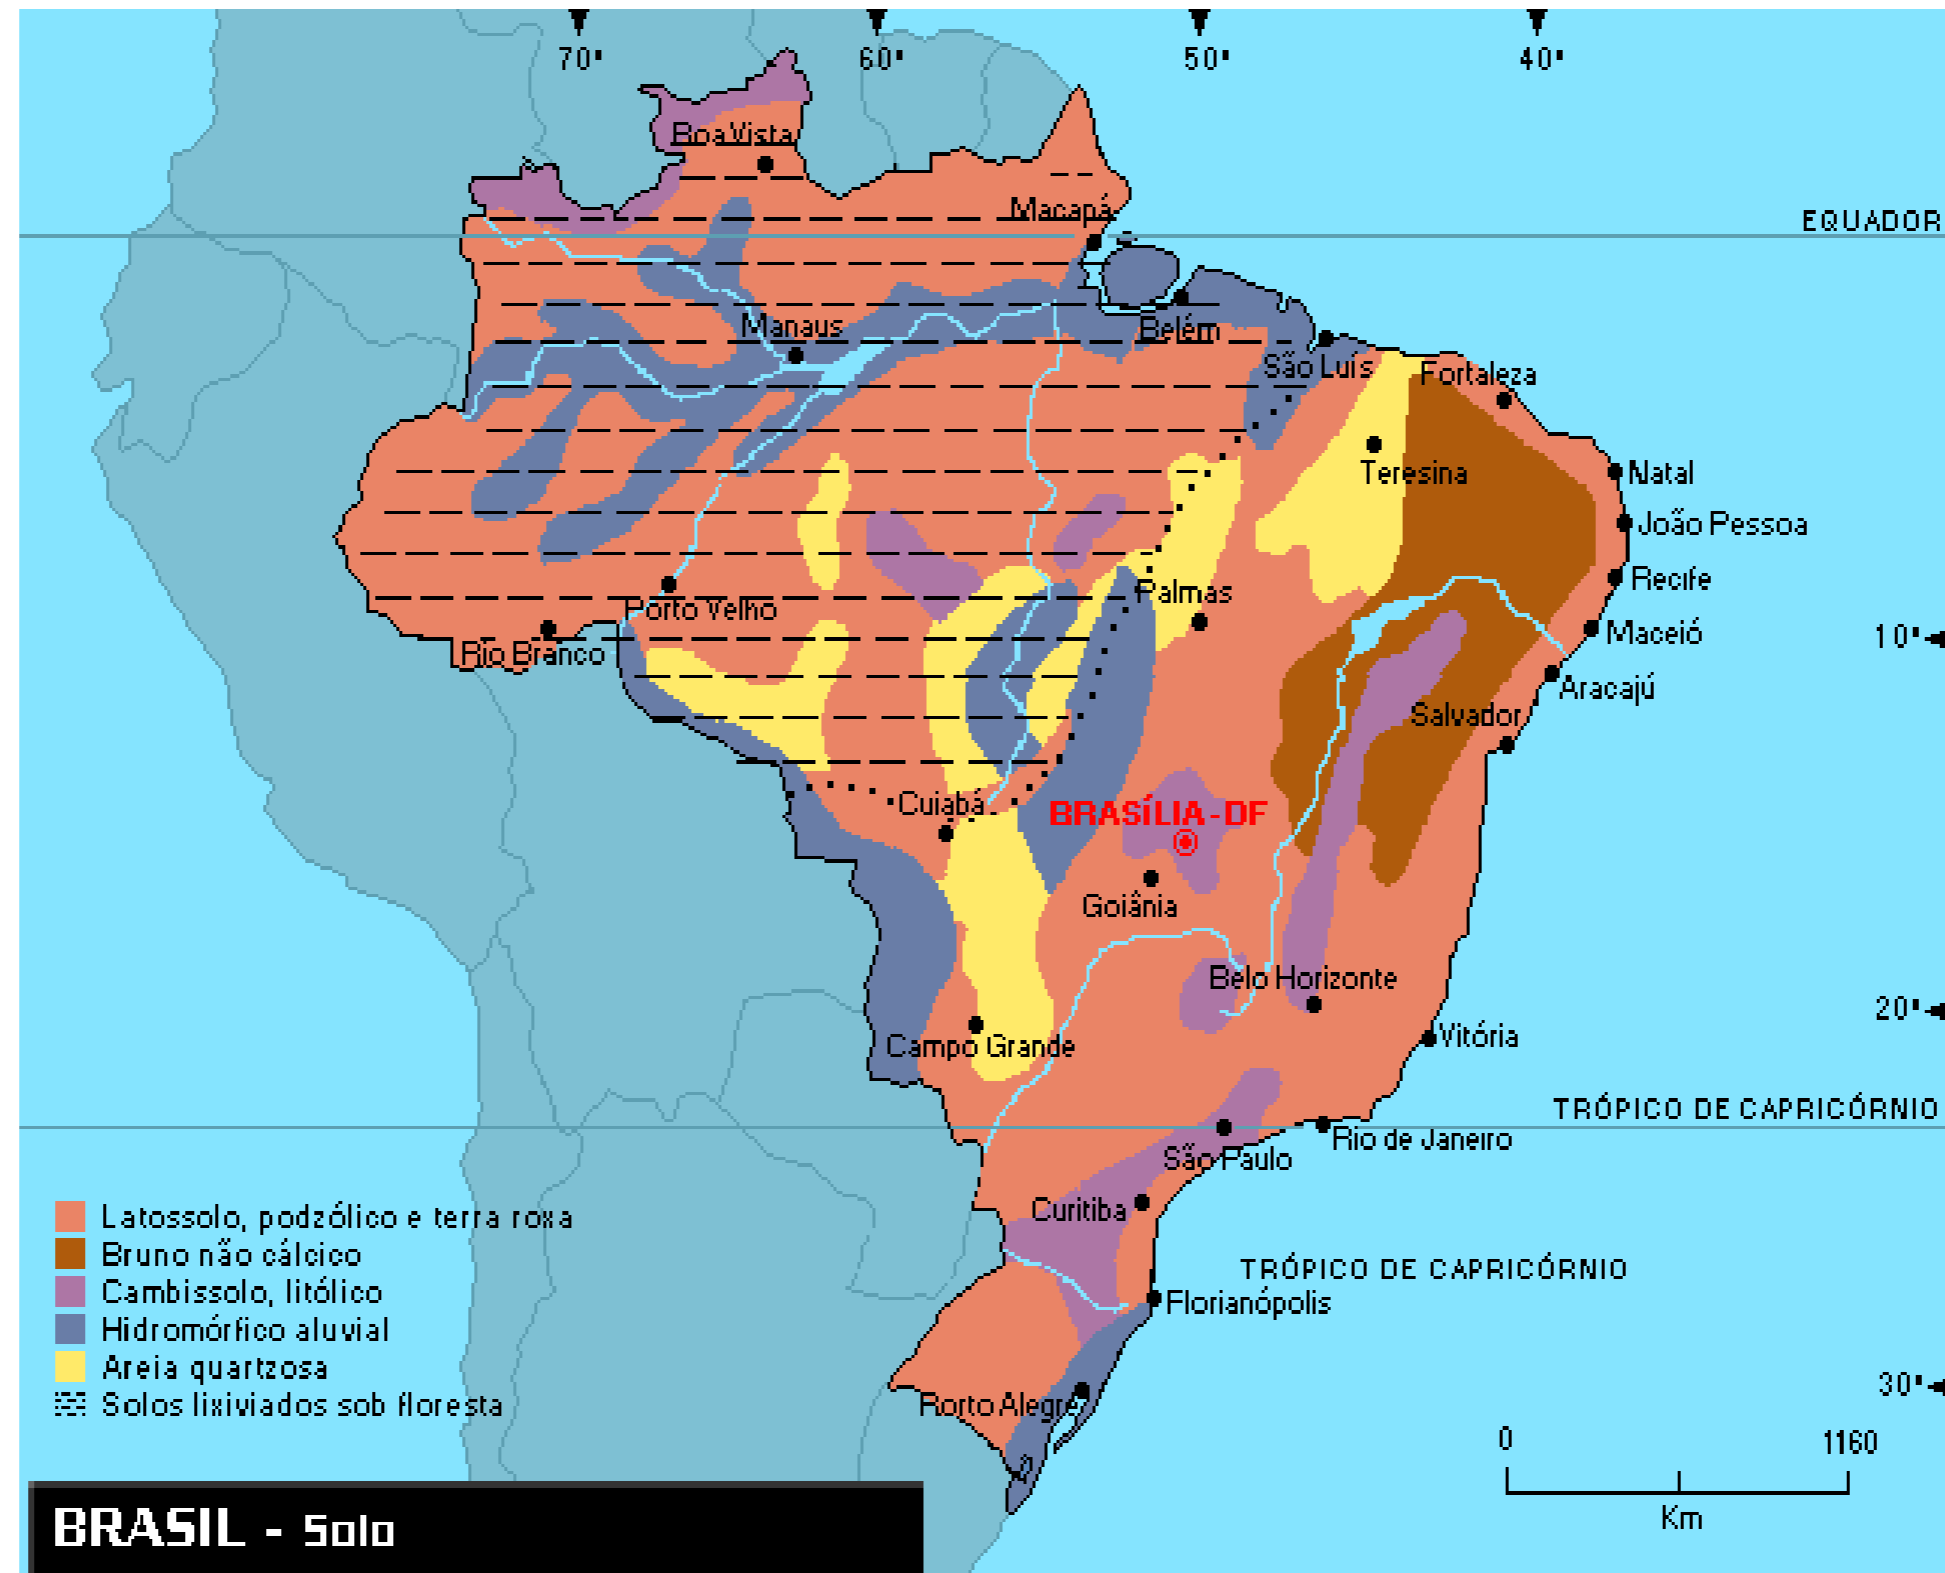 70° 60° 50° 40°
Boa Vista
Macapá
EQUADOR
Manaus
Belém
São Luís
Fortaleza
Teresina
Natal
João Pessoa
Palmas
Recife
Porto Velho
Maceió
10°
Rio Branco
Aracajú
Salvador
Cuiabá
BRASÍLIA-DF
Goiânia
Belo Horizonte
20°
Vitória
Campo Grande
TRÓPICO DE CAPRICÓRNIO
Rio de Janeiro
São Paulo
Curitiba
TRÓPICO DE CAPRICÓRNIO
Florianópolis
30°
Porto Alegre
Latossolo, podzólico e terra roxa
Bruno não cálcico
Cambissolo, litólico
Hidromórfico aluvial
Areia quartzosa
Solos lixiviados sob floresta
0 1160
Km
BRASIL - Solo